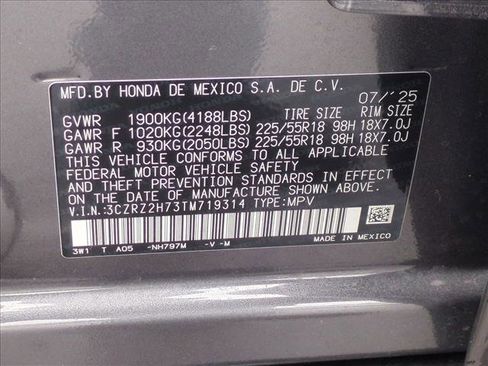 MFD.BY HONDA DE MEXICO S.A. DE C.V.
07/'25
GVWR 1900KG(4188LBS) TIRE SIZE RIM SIZE
GAWR F 1020KG(2248LBS) 225/55R18 98H 18X7.0J
GAWR R 930KG(2050LBS) 225/55R18 98H 18X7.0J
THIS VEHICLE CONFORMS TO ALL APPLICABLE
FEDERAL MOTOR VEHICLE SAFETY
AND THEFT PREVENTION STANDARDS IN EFFECT
ON THE DATE OF MANUFACTURE SHOWN ABOVE.
V.I.N.:3CZRZ2H73TM719314 TYPE:MPV
3W1 T A05 -NH797M -V -M